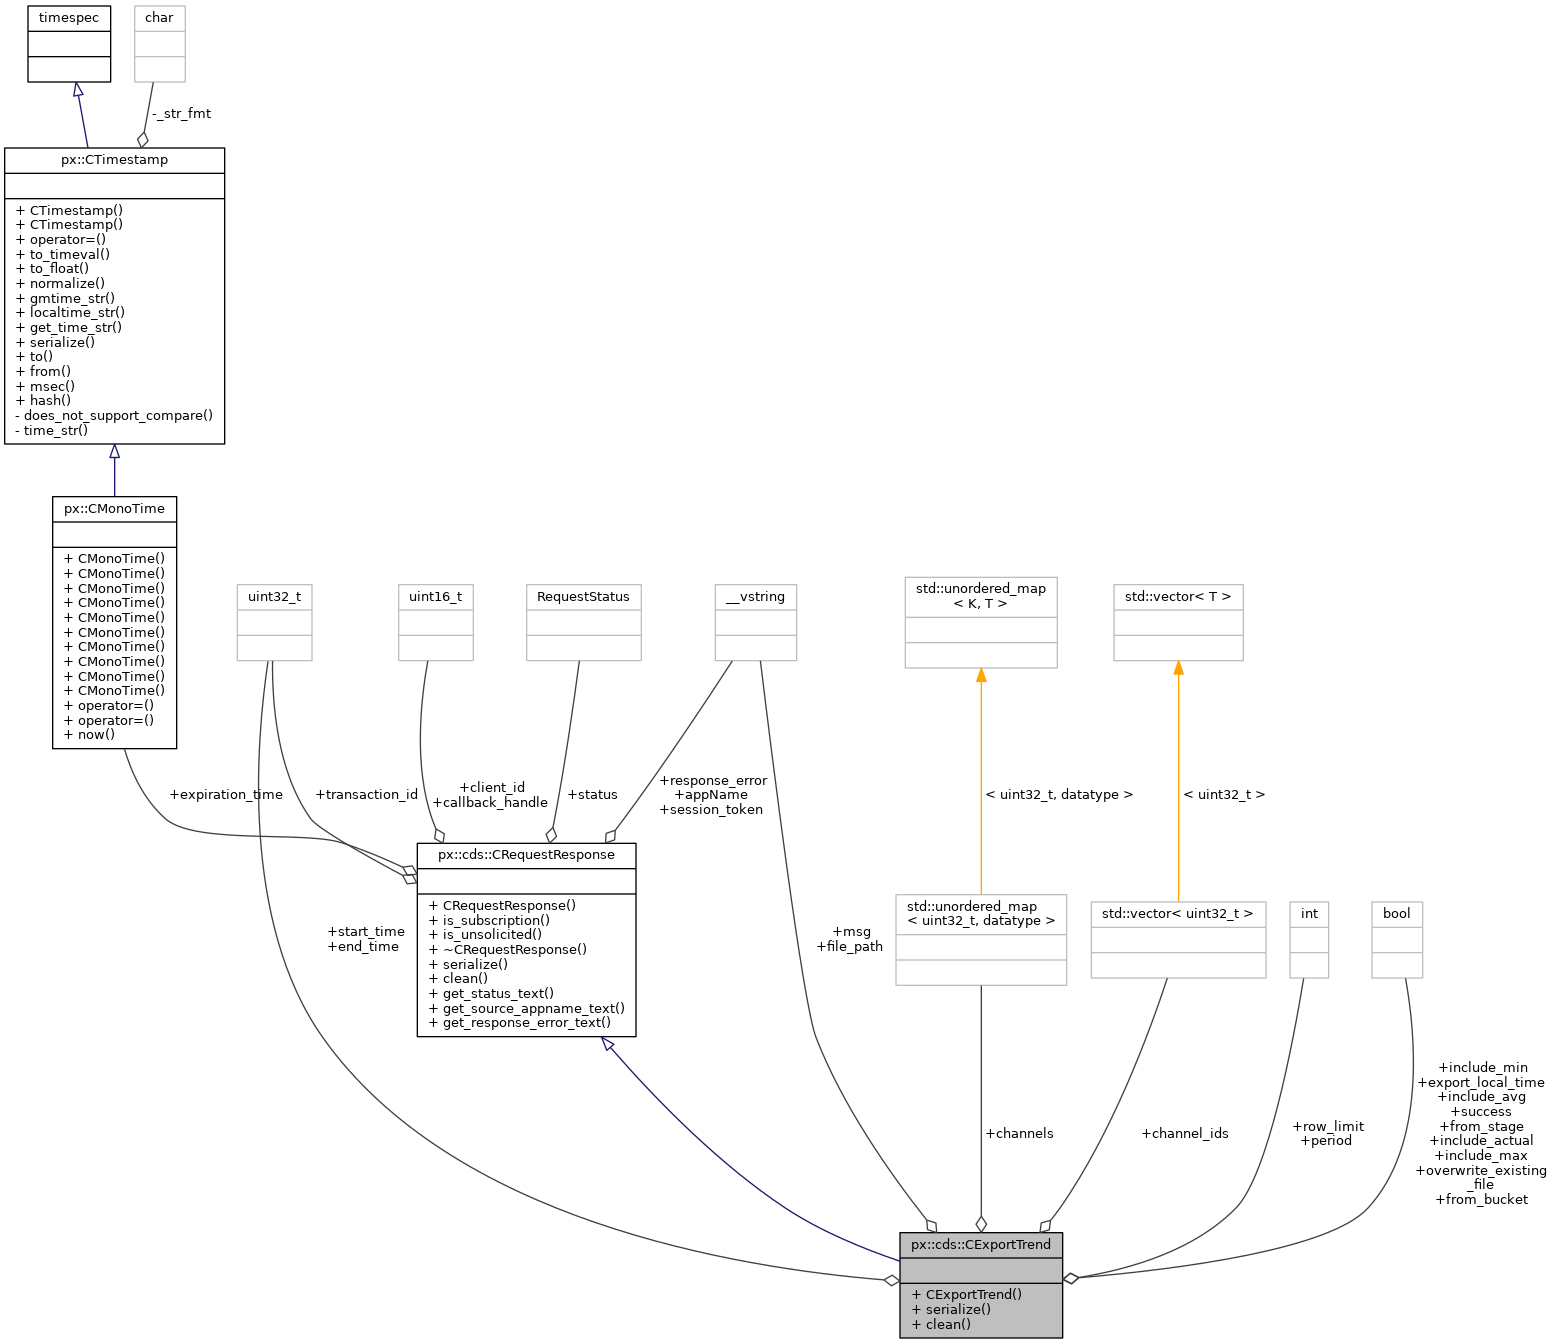 timespec
char
-_str_fmt
px::CTimestamp
+ CTimestamp()
+ CTimestamp()
+ operator=()
+ to_timeval()
+ to_float()
+ normalize()
+ gmtime_str()
+ localtime_str()
+ get_time_str()
+ serialize()
+ to()
+ from()
+ msec()
+ hash()
- does_not_support_compare()
- time_str()
px::CMonoTime
+ CMonoTime()
+ CMonoTime()
+ CMonoTime()
+ CMonoTime()
+ CMonoTime()
+ CMonoTime()
+ CMonoTime()
+ CMonoTime()
+ CMonoTime()
+ CMonoTime()
+ operator=()
+ operator=()
+ now()
uint32_t
uint16_t
RequestStatus
__vstring
std::unordered_map
< K, T >
std::vector< T >
+expiration_time
+transaction_id
+client_id
+callback_handle
+status
+response_error
+appName
+session_token
< uint32_t, datatype >
< uint32_t >
px::cds::CRequestResponse
+ CRequestResponse()
+ is_subscription()
+ is_unsolicited()
+ ~CRequestResponse()
+ serialize()
+ clean()
+ get_status_text()
+ get_source_appname_text()
+ get_response_error_text()
+start_time
+end_time
+msg
+file_path
std::unordered_map
< uint32_t, datatype >
std::vector< uint32_t >
int
bool
+channels
+channel_ids
+row_limit
+period
+include_min
+export_local_time
+include_avg
+success
+from_stage
+include_actual
+include_max
+overwrite_existing
_file
+from_bucket
px::cds::CExportTrend
+ CExportTrend()
+ serialize()
+ clean()